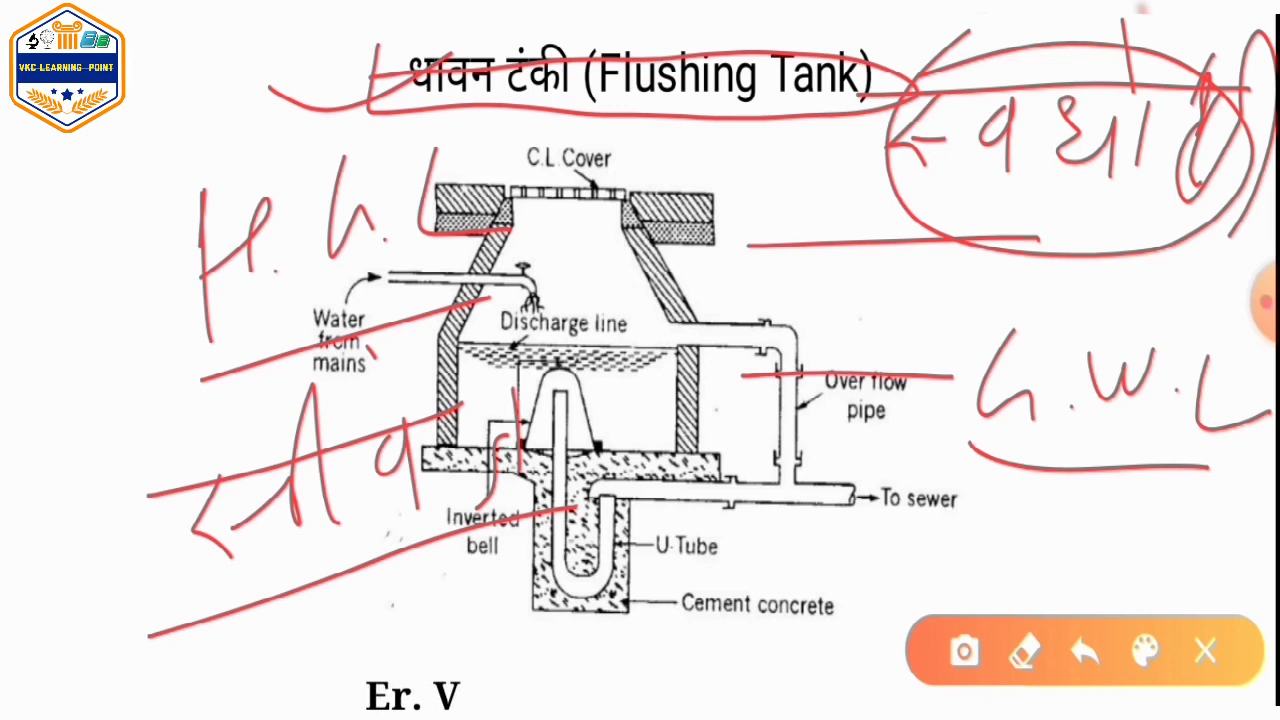 VKC-LEARNING-POINT
धावन टंकी (Flushing Tank)
C.I. Cover
H.G.L
Water
from
mains
Discharge line
Over flow
pipe
G.W.L
To sewer
Inverted
bell
U-Tube
Cement concrete
Er. V